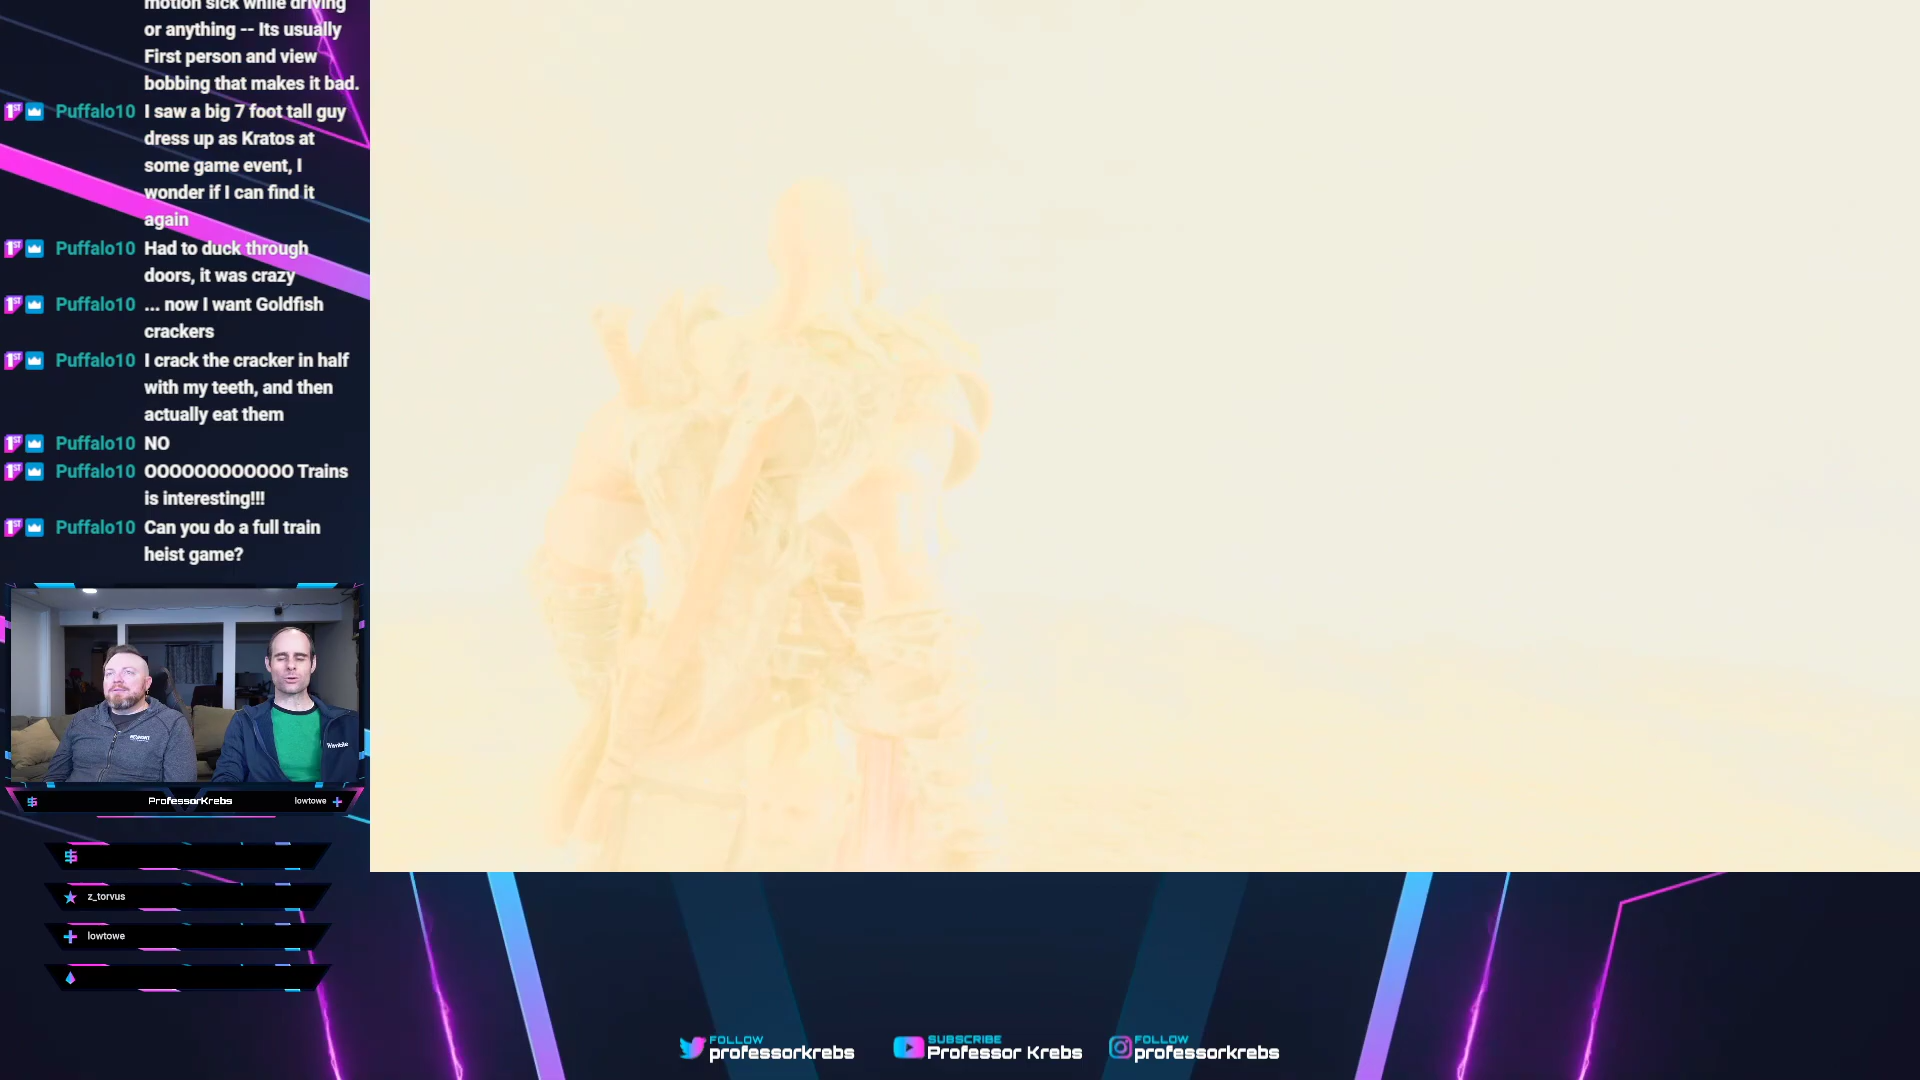 motion sick while driving
or anything -- Its usually
First person and view
bobbing that makes it bad.
Puffalo10 I saw a big 7 foot tall guy
dress up as Kratos at
some game event, I
wonder if I can find it
again
Puffalo10 Had to duck through
doors, it was crazy
Puffalo10 ... now I want Goldfish
crackers
Puffalo10 I crack the cracker in half
with my teeth, and then
actually eat them
Puffalo10 NO
Puffalo10 OOOOOOOOOOOO Trains
is interesting!!!
Puffalo10 Can you do a full train
heist game?
ProfessorKrebs lowtowe
z_torvus
lowtowe
FOLLOW
professorkrebs
SUBSCRIBE
Professor Krebs
FOLLOW
professorkrebs